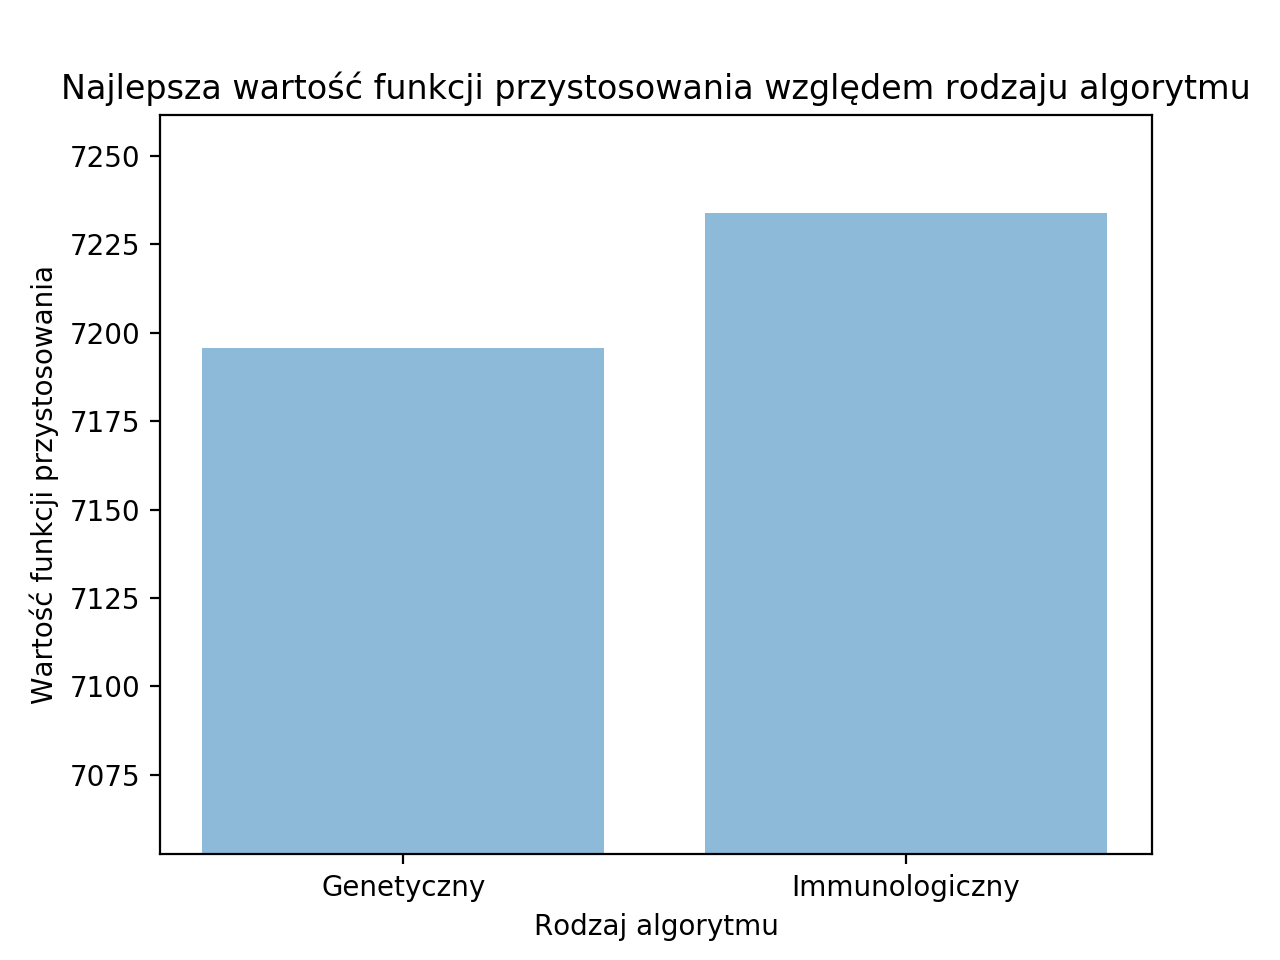 Najlepsza wartość funkcji przystosowania względem rodzaju algorytmu
Wartość funkcji przystosowania
7250
7225
7200
7175
7150
7125
7100
7075
Genetyczny
Immunologiczny
Rodzaj algorytmu